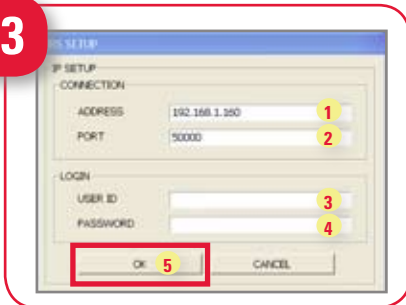 3
SETUP
IP SETUP
CONNECTION
ADDRESS 192.168.1.160 1
PORT 50000 2
LOGIN
USER ID 3
PASSWORD 4
OK 5 CANCEL